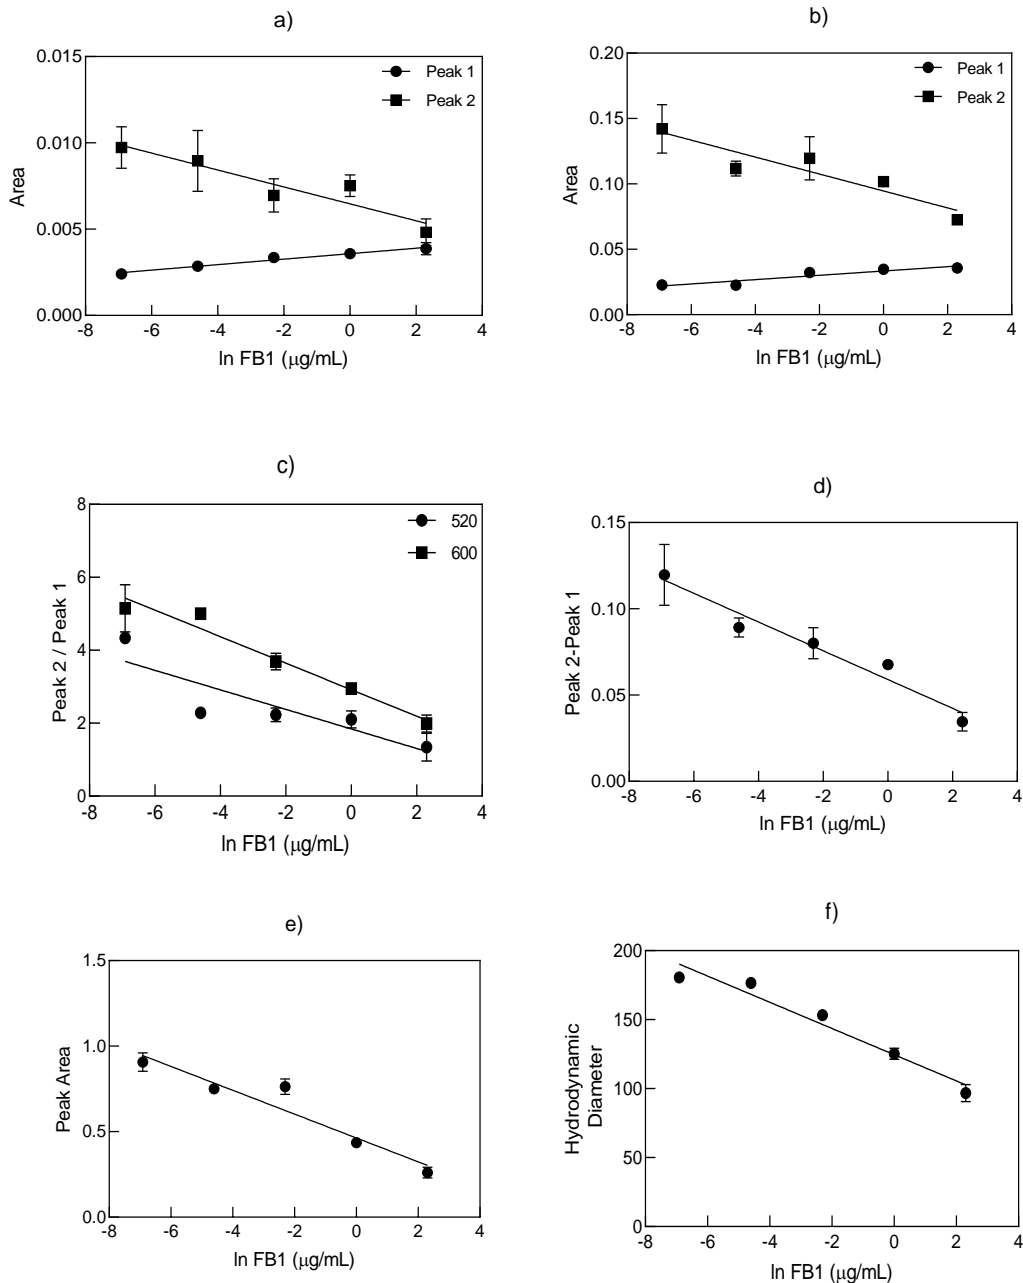 a)
0.015
0.010
0.005
0.000
Area
Peak 1
Peak 2
-8 -6 -4 -2 0 2 4
ln FB1 (μg/mL)
b)
0.20
0.15
0.10
0.05
0.00
Area
Peak 1
Peak 2
-8 -6 -4 -2 0 2 4
ln FB1 (μg/mL)
c)
8
6
4
2
0
Peak 2 / Peak 1
520
600
-8 -6 -4 -2 0 2 4
ln FB1 (μg/mL)
d)
0.15
0.10
0.05
0.00
Peak 2-Peak 1
-8 -6 -4 -2 0 2 4
ln FB1 (μg/mL)
e)
1.5
1.0
0.5
0.0
Peak Area
-8 -6 -4 -2 0 2 4
ln FB1 (μg/mL)
f)
200
150
100
50
0
Hydrodynamic
Diameter
-8 -6 -4 -2 0 2 4
ln FB1 (μg/mL)